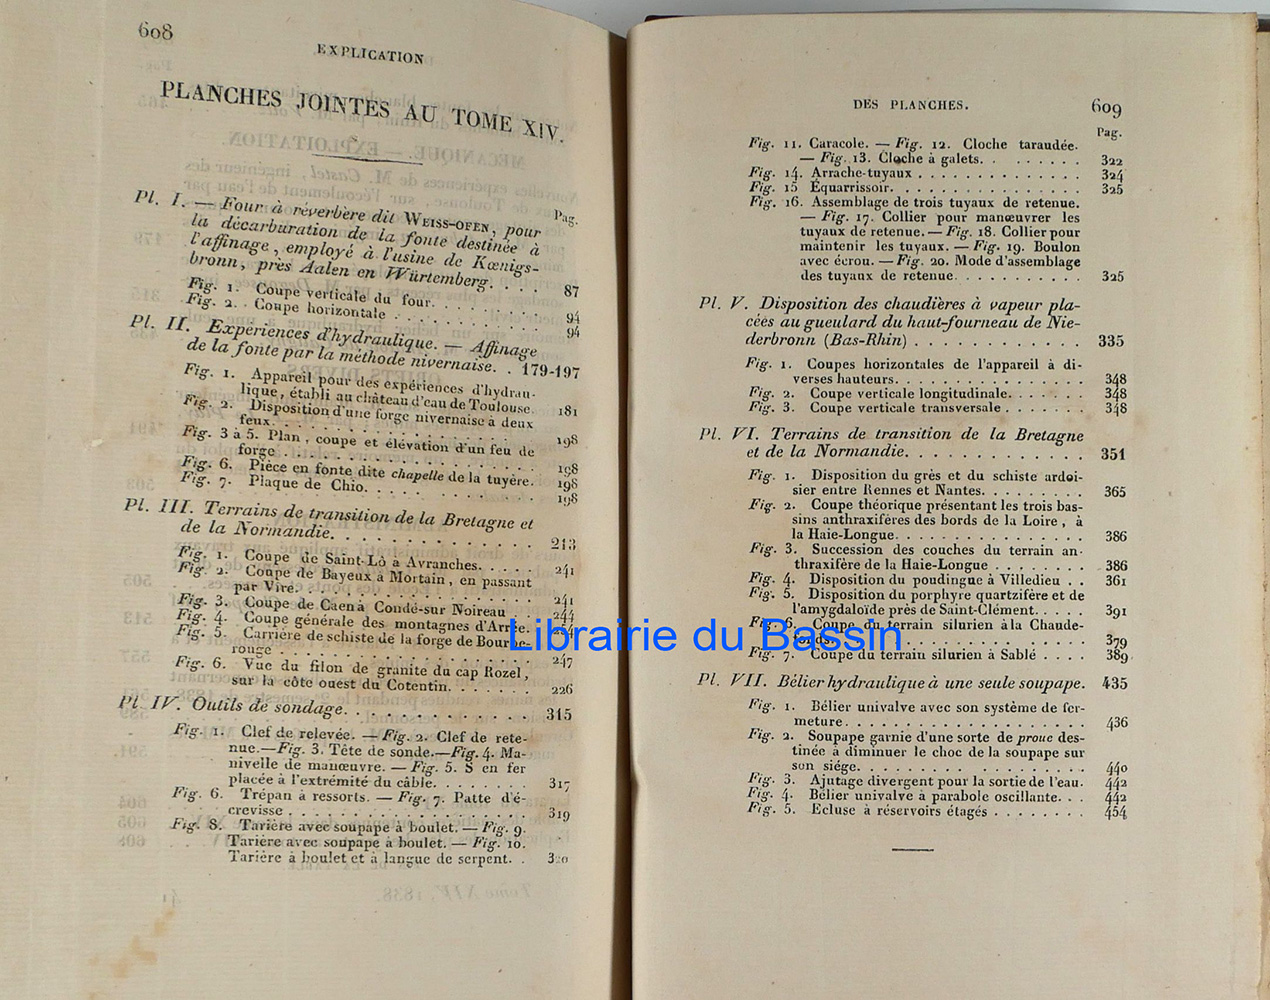 608
EXPLICATION
PLANCHES JOINTES AU TOME XIV.
Pag.
Pl. I. — Four à réverbère dit WEISS-OFEN, pour
la décarburation de la fonte destinée à
l'affinage, employé à l'usine de Kœnigs-
bronn, près Aalen en Würtemberg. . . . 87
Fig. 1. Coupe verticale du four. . . . . . . . 94
Fig. 2. Coupe horizontale . . . . . . . . . . 94
Pl. II. Expériences d'hydraulique. — Affinage
de la fonte par la méthode nivernaise. . 179-197
Fig. 1. Appareil pour des expériences d'hydrau-
lique, établi au château d'eau de Toulouse. 181
Fig. 2. Disposition d'une forge nivernaise à deux
feux. . . . . . . . . . . . . . . 198
Fig. 3 à 5. Plan, coupe et élévation d'un feu de
forge . . . . . . . . . . . . . . 198
Fig. 6. Pièce en fonte dite chapelle de la tuyère. 198
Fig. 7. Plaque de Chio. . . . . . . . . . 198
Pl. III. Terrains de transition de la Bretagne et
de la Normandie. . . . . . . . . . . . 213
Fig. 1. Coupe de Saint-Lô à Avranches. . . . . 241
Fig. 2. Coupe de Bayeux à Mortain, en passant
par Vire. . . . . . . . . . . . . 241
Fig. 3. Coupe de Caen à Condé-sur Noireau . . 244
Fig. 4. Coupe générale des montagnes d'Arrée.
Fig. 5. Carrière de schiste de la forge de Bourbe-
rouge . . . . . . . . . . . . . . 247
Fig. 6. Vue du filon de granite du cap Rozel,
sur la côte ouest du Cotentin. . . . . . . 226
Pl. IV. Outils de sondage. . . . . . . . . . . 315
Fig. 1. Clef de relevée. — Fig. 2. Clef de rete-
nue. — Fig. 3. Tête de sonde. — Fig. 4. Ma-
nivelle de manœuvre. — Fig. 5. S en fer
placée à l'extrémité du câble. . . . . . . 317
Fig. 6. Trépan à ressorts. — Fig. 7. Patte d'é-
crevisse . . . . . . . . . . . . . . 319
Fig. 8. Tarière avec soupape à boulet. — Fig. 9.
Tarière avec soupape à boulet. — Fig. 10.
Tarière à boulet et à langue de serpent. . 320
DES PLANCHES.
609
Pag.
Fig. 11. Caracole. — Fig. 12. Cloche taraudée.
— Fig. 13. Cloche à galets. . . . . . . . 322
Fig. 14. Arrache-tuyaux . . . . . . . . . . . 324
Fig. 15 Équarrissoir. . . . . . . . . . . . . 325
Fig. 16. Assemblage de trois tuyaux de retenue.
— Fig. 17. Collier pour manœuvrer les
tuyaux de retenue. — Fig. 18. Collier pour
maintenir les tuyaux. — Fig. 19. Boulon
avec écrou. — Fig. 20. Mode d'assemblage
des tuyaux de retenue. . . . . . . . . . 325
Pl. V. Disposition des chaudières à vapeur pla-
cées au gueulard du haut-fourneau de Nie-
derbronn (Bas-Rhin) . . . . . . . . . . . 335
Fig. 1. Coupes horizontales de l'appareil à di-
verses hauteurs. . . . . . . . . . . . . . 348
Fig. 2. Coupe verticale longitudinale. . . . . . 348
Fig. 3. Coupe verticale transversale . . . . . . 348
Pl. VI. Terrains de transition de la Bretagne
et de la Normandie. . . . . . . . . . . . 351
Fig. 1. Disposition du grès et du schiste ardoi-
sier entre Rennes et Nantes. . . . . . . . 365
Fig. 2. Coupe théorique présentant les trois bas-
sins anthraxifères des bords de la Loire, à
la Haie-Longue. . . . . . . . . . . . . . 386
Fig. 3. Succession des couches du terrain an-
thraxifère de la Haie-Longue . . . . . . . 386
Fig. 4. Disposition du poudingue à Villedieu . . 361
Fig. 5. Disposition du porphyre quartzifère et de
l'amygdaloïde près de Saint-Clément. . . . . 391
Fig. 6. Coupe du terrain silurien à la Chaude-
fonds. . . . . . . . . . . . . . . 379
Fig. 7. Coupe du terrain silurien à Sablé . . . . 389
Pl. VII. Bélier hydraulique à une seule soupape. 435
Fig. 1. Bélier univalve avec son système de fer-
meture. . . . . . . . . . . . . . . . . 436
Fig. 2. Soupape garnie d'une sorte de proue des-
tinée à diminuer le choc de la soupape sur
son siége. . . . . . . . . . . . . . . . 440
Fig. 3. Ajutage divergent pour la sortie de l'eau. 442
Fig. 4. Bélier univalve à parabole oscillante. . . 442
Fig. 5. Ecluse à réservoirs étagés . . . . . . . . 454
Librairie du Bassin